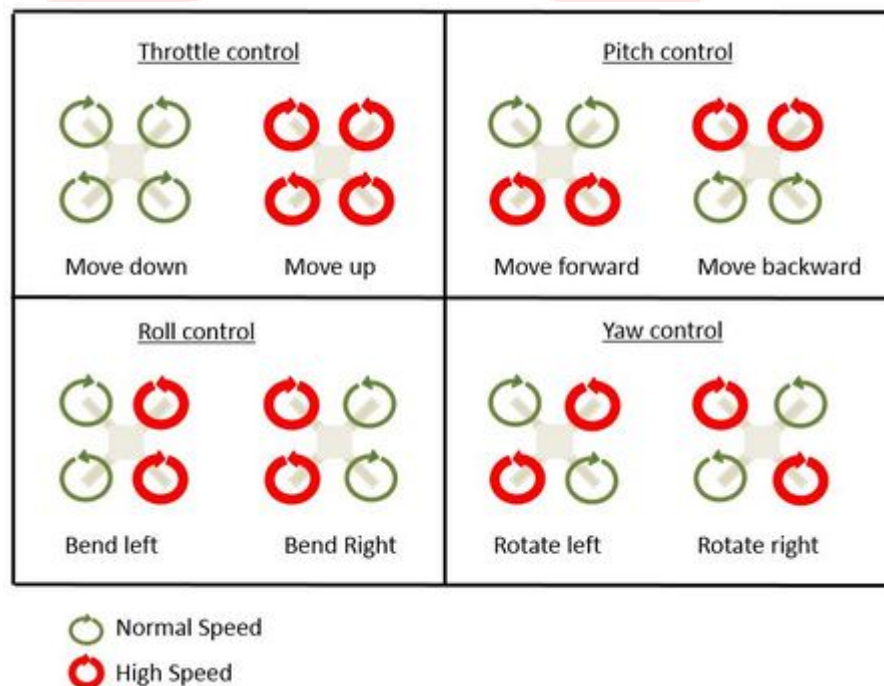 Throttle control
Move down Move up
Pitch control
Move forward Move backward
Roll control
Bend left Bend Right
Yaw control
Rotate left Rotate right
Normal Speed
High Speed